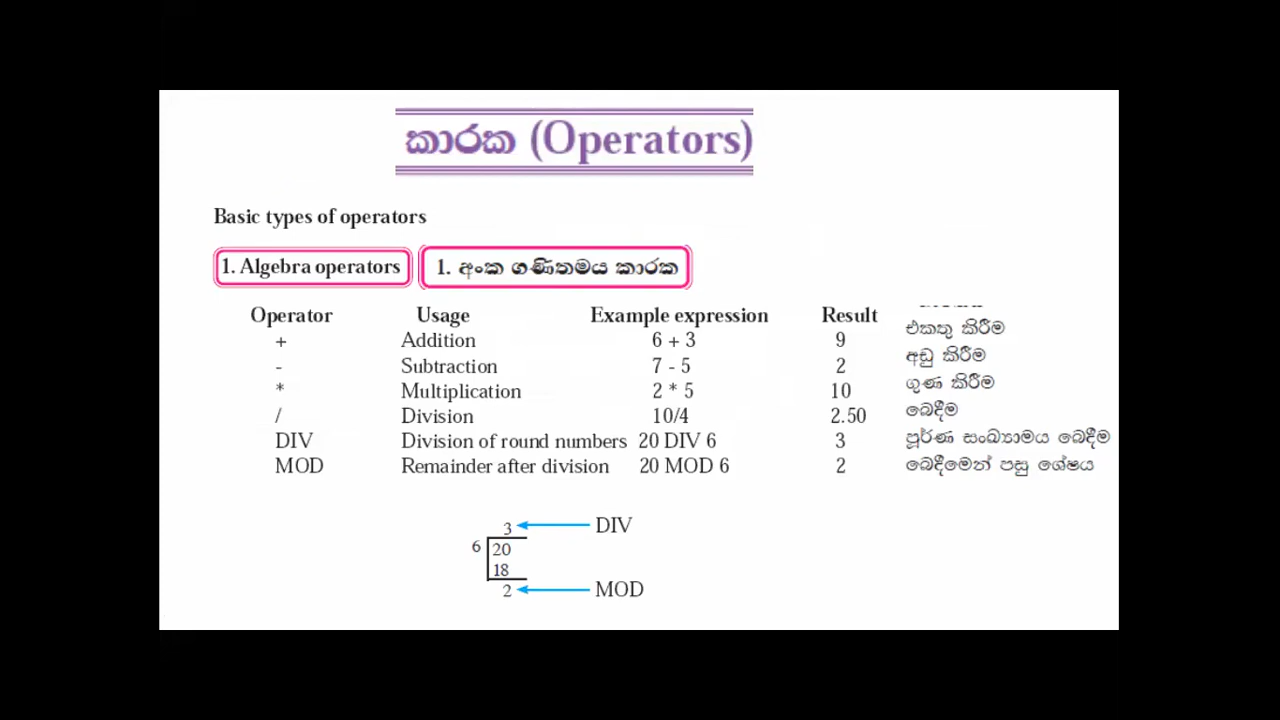 කාරක (Operators)
Basic types of operators
1. Algebra operators 1. අංක ගණිතමය කාරක
Operator Usage Example expression Result
+ Addition 6 + 3 9 එකතු කිරීම
- Subtraction 7 - 5 2 අඩු කිරීම
* Multiplication 2 * 5 10 ගුණ කිරීම
/ Division 10/4 2.50 බෙදීම
DIV Division of round numbers 20 DIV 6 3 පූර්ණ සංඛ්‍යාමය බෙදීම
MOD Remainder after division 20 MOD 6 2 බෙදීමෙන් පසු ශේෂය
3 DIV
6 20
18
2 MOD